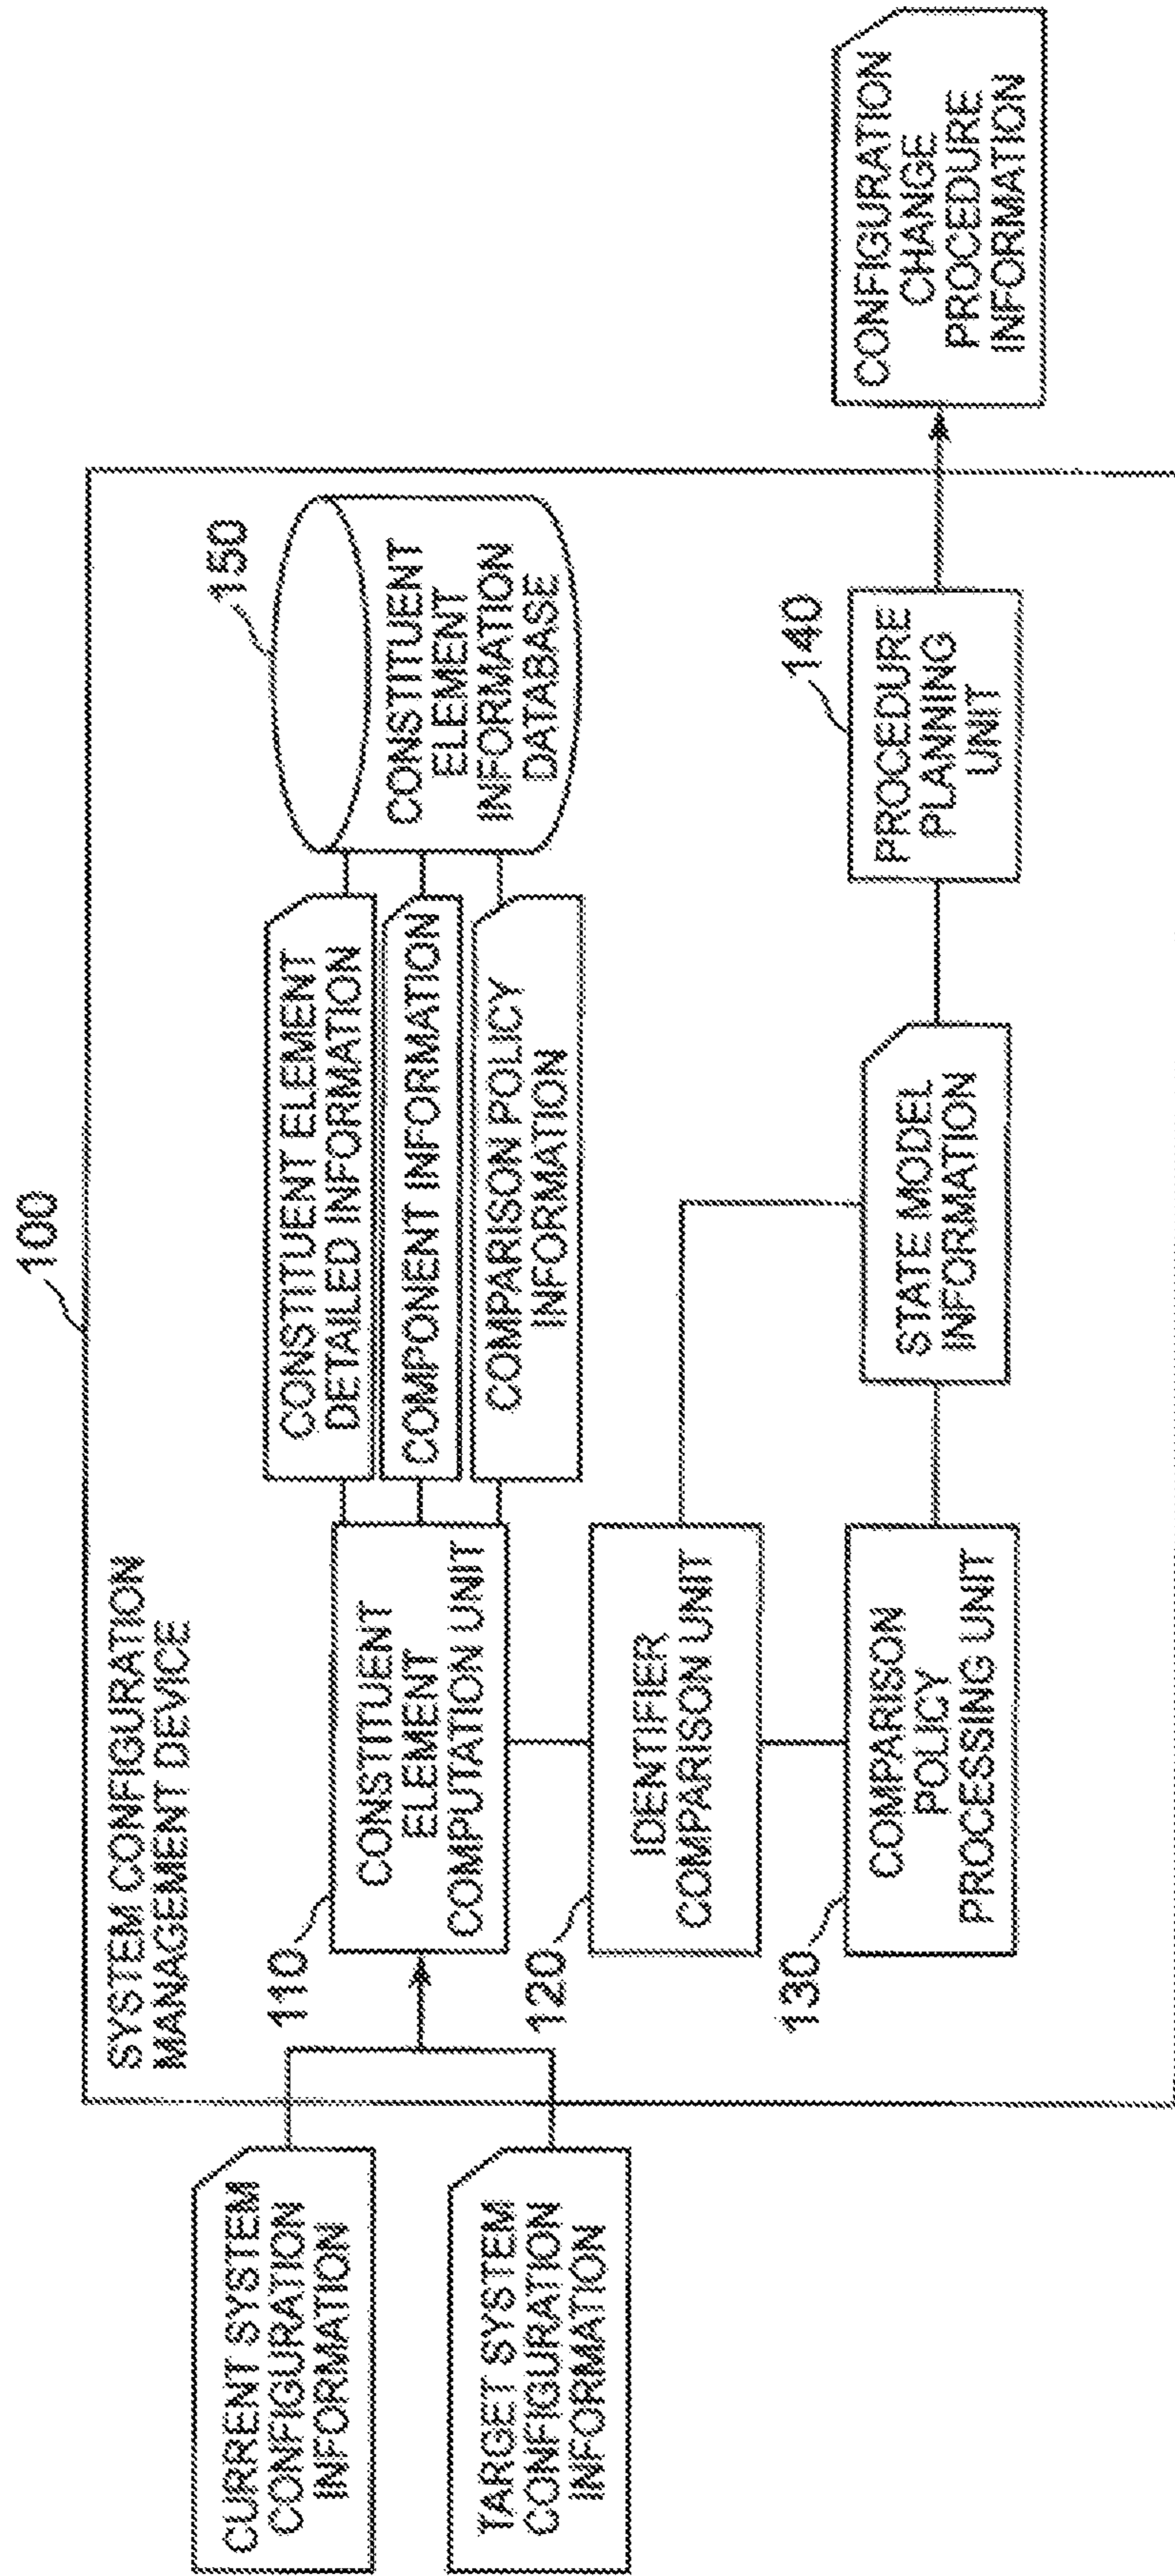 100
SYSTEM CONFIGURATION
MANAGEMENT DEVICE
CURRENT SYSTEM
CONFIGURATION
INFORMATION
TARGET SYSTEM
CONFIGURATION
INFORMATION
110
CONSTITUENT
ELEMENT
COMPUTATION UNIT
CONSTITUENT ELEMENT
DETAILED INFORMATION
COMPONENT INFORMATION
COMPARISON POLICY
INFORMATION
150
CONSTITUENT
ELEMENT
INFORMATION
DATABASE
120
IDENTIFIER
COMPARISON UNIT
130
COMPARISON
POLICY
PROCESSING UNIT
STATE MODEL
INFORMATION
140
PROCEDURE
PLANNING
UNIT
CONFIGURATION
CHANGE
PROCEDURE
INFORMATION